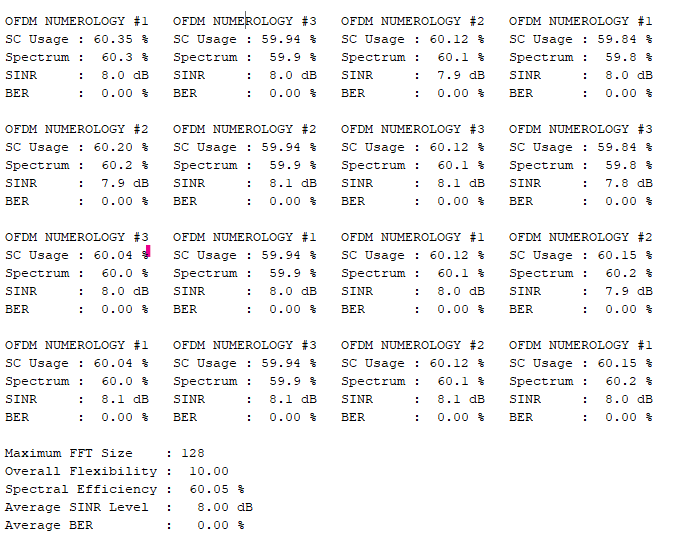 OFDM NUMEROLOGY #1   OFDM NUMEROLOGY #3   OFDM NUMEROLOGY #2   OFDM NUMEROLOGY #1
SC Usage : 60.35 %   SC Usage : 59.94 %   SC Usage : 60.12 %   SC Usage : 59.84 %
Spectrum :  60.3 %   Spectrum :  59.9 %   Spectrum :  60.1 %   Spectrum :  59.8 %
SINR     :  8.0 dB   SINR     :  8.0 dB   SINR     :  7.9 dB   SINR     :  8.0 dB
BER      :  0.00 %   BER      :  0.00 %   BER      :  0.00 %   BER      :  0.00 %

OFDM NUMEROLOGY #2   OFDM NUMEROLOGY #2   OFDM NUMEROLOGY #3   OFDM NUMEROLOGY #3
SC Usage : 60.20 %   SC Usage : 59.94 %   SC Usage : 60.12 %   SC Usage : 59.84 %
Spectrum :  60.2 %   Spectrum :  59.9 %   Spectrum :  60.1 %   Spectrum :  59.8 %
SINR     :  7.9 dB   SINR     :  8.1 dB   SINR     :  8.1 dB   SINR     :  7.8 dB
BER      :  0.00 %   BER      :  0.00 %   BER      :  0.00 %   BER      :  0.00 %

OFDM NUMEROLOGY #3   OFDM NUMEROLOGY #1   OFDM NUMEROLOGY #1   OFDM NUMEROLOGY #2
SC Usage : 60.04 %   SC Usage : 59.94 %   SC Usage : 60.12 %   SC Usage : 60.15 %
Spectrum :  60.0 %   Spectrum :  59.9 %   Spectrum :  60.1 %   Spectrum :  60.2 %
SINR     :  8.0 dB   SINR     :  8.0 dB   SINR     :  8.0 dB   SINR     :  7.9 dB
BER      :  0.00 %   BER      :  0.00 %   BER      :  0.00 %   BER      :  0.00 %

OFDM NUMEROLOGY #1   OFDM NUMEROLOGY #3   OFDM NUMEROLOGY #2   OFDM NUMEROLOGY #1
SC Usage : 60.04 %   SC Usage : 59.94 %   SC Usage : 60.12 %   SC Usage : 60.15 %
Spectrum :  60.0 %   Spectrum :  59.9 %   Spectrum :  60.1 %   Spectrum :  60.2 %
SINR     :  8.1 dB   SINR     :  8.0 dB   SINR     :  8.1 dB   SINR     :  8.0 dB
BER      :  0.00 %   BER      :  0.00 %   BER      :  0.00 %   BER      :  0.00 %

Maximum FFT Size    : 128
Overall Flexibility :  10.00
Spectral Efficiency :  60.05 %
Average SINR Level  :   8.00 dB
Average BER         :   0.00 %